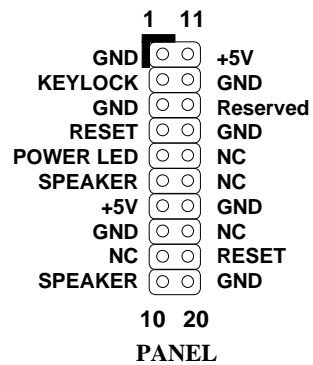 1 11
GND +5V
KEYLOCK GND
GND Reserved
RESET GND
POWER LED NC
SPEAKER NC
+5V GND
GND NC
NC RESET
SPEAKER GND
10 20
PANEL